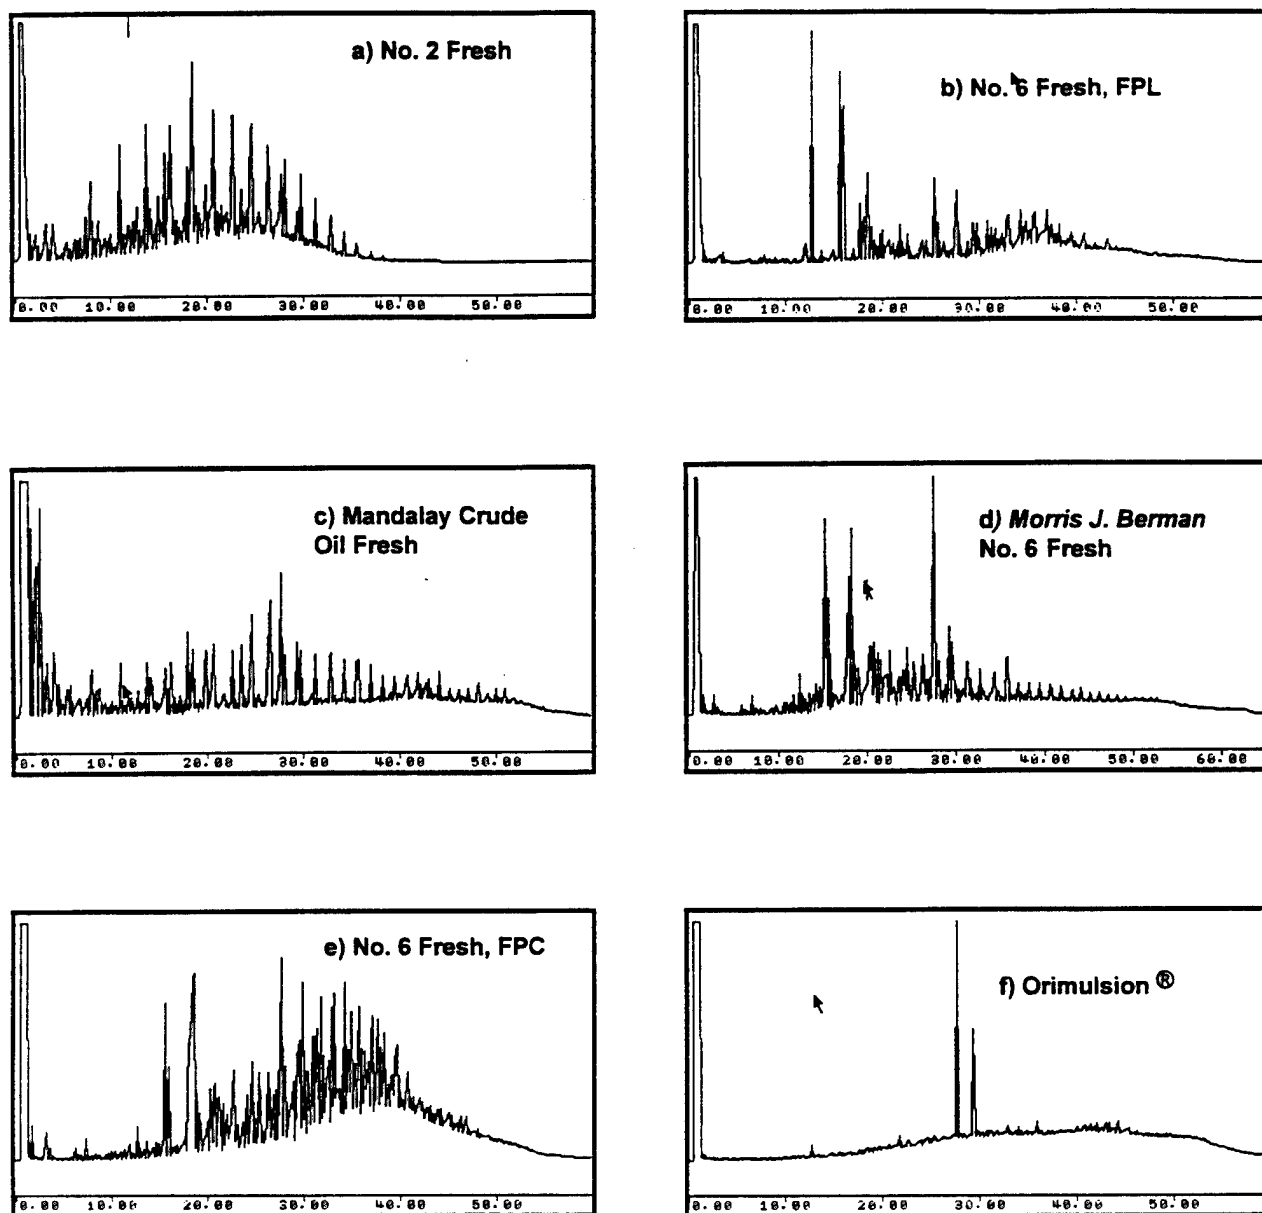 a) No. 2 Fresh
0.00 10.00 20.00 30.00 40.00 50.00
b) No. 6 Fresh, FPL
0.00 10.00 20.00 30.00 40.00 50.00
c) Mandalay Crude
Oil Fresh
0.00 10.00 20.00 30.00 40.00 50.00
d) Morris J. Berman
No. 6 Fresh
0.00 10.00 20.00 30.00 40.00 50.00 60.00
e) No. 6 Fresh, FPC
0.00 10.00 20.00 30.00 40.00 50.00
f) Orimulsion ®
0.00 10.00 20.00 30.00 40.00 50.00